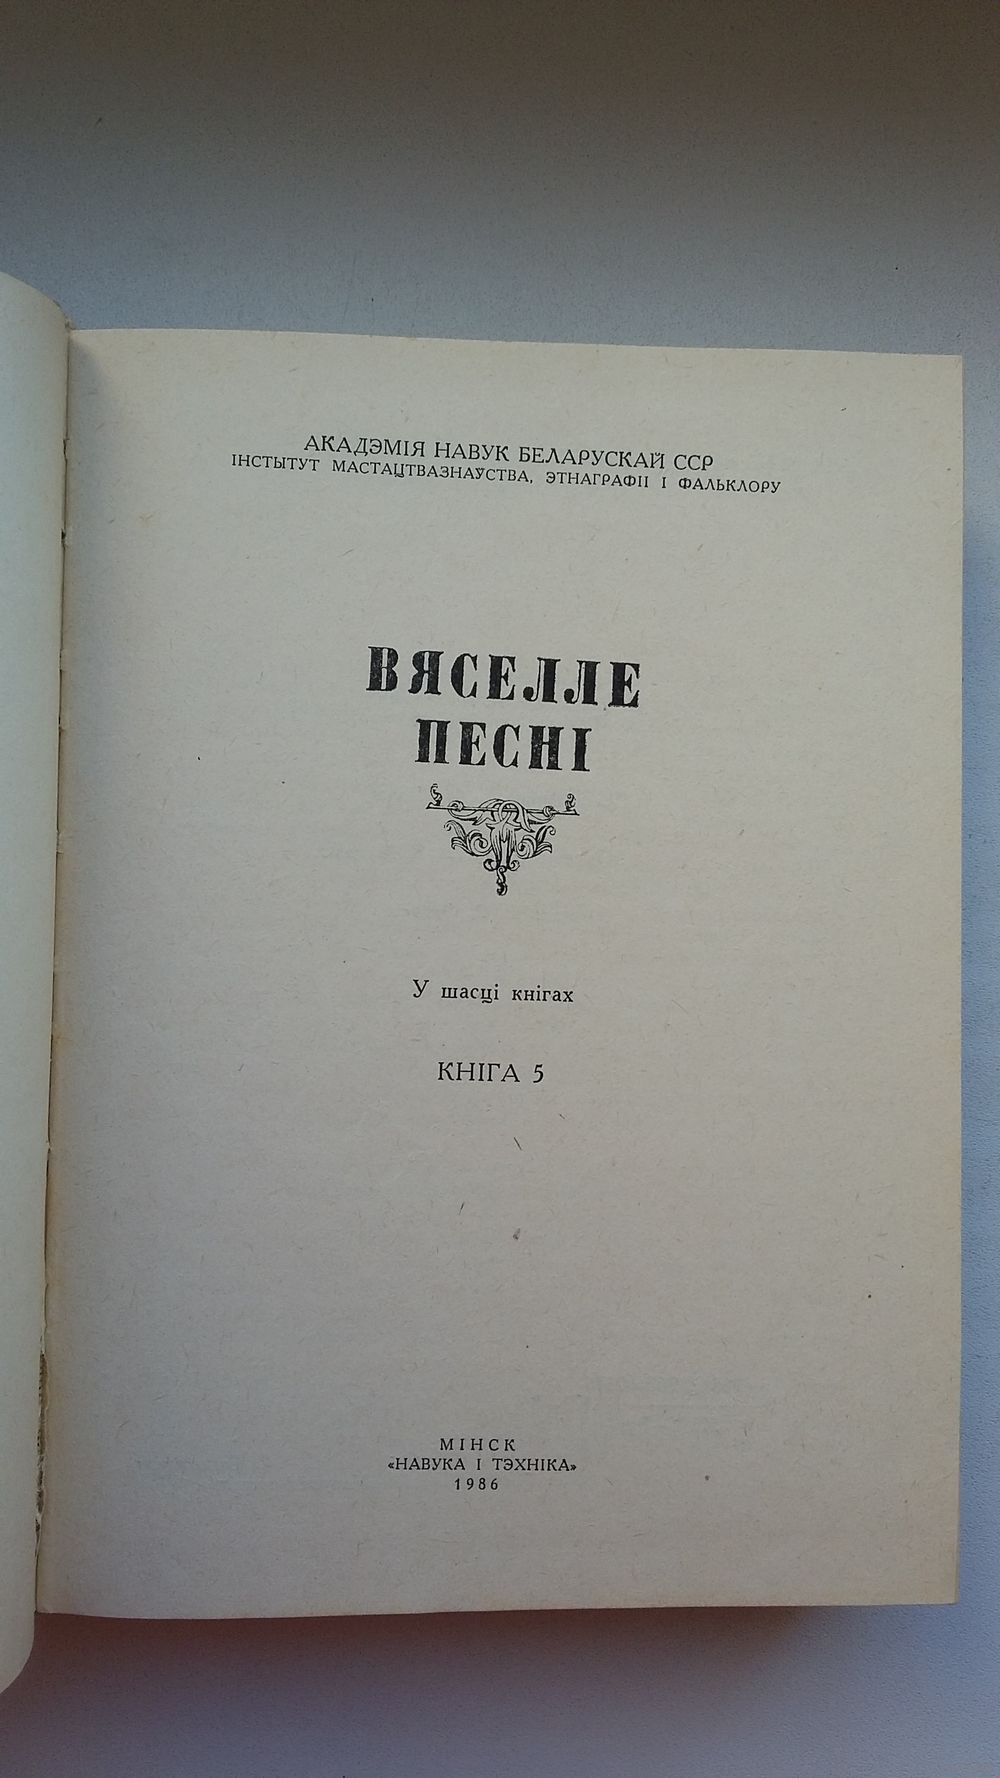 АКАДЭМІЯ НАВУК БЕЛАРУСКАЙ ССР
ІНСТЫТУТ МАСТАЦТВАЗНАЎСТВА, ЭТНАГРАФІІ І ФАЛЬКЛОРУ
ВЯСЕЛЛЕ
ПЕСНІ
У шасці кнігах
КНІГА 5
МІНСК
«НАВУКА І ТЭХНІКА»
1986